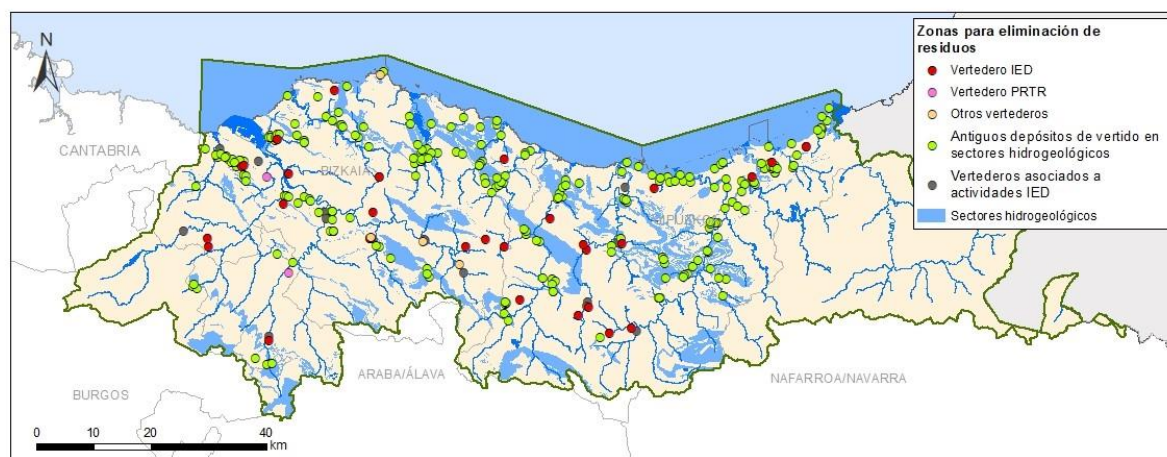 N
CANTABRIA
BIZKAIA
BURGOS
ARABA/ÁLAVA
NAFARROA/NAVARRA
0 10 20 40
km
Zonas para eliminación de
residuos
Vertedero IED
Vertedero PRTR
Otros vertederos
Antiguos depósitos de vertido en
sectores hidrogeológicos
Vertederos asociados a
actividades IED
Sectores hidrogeológicos